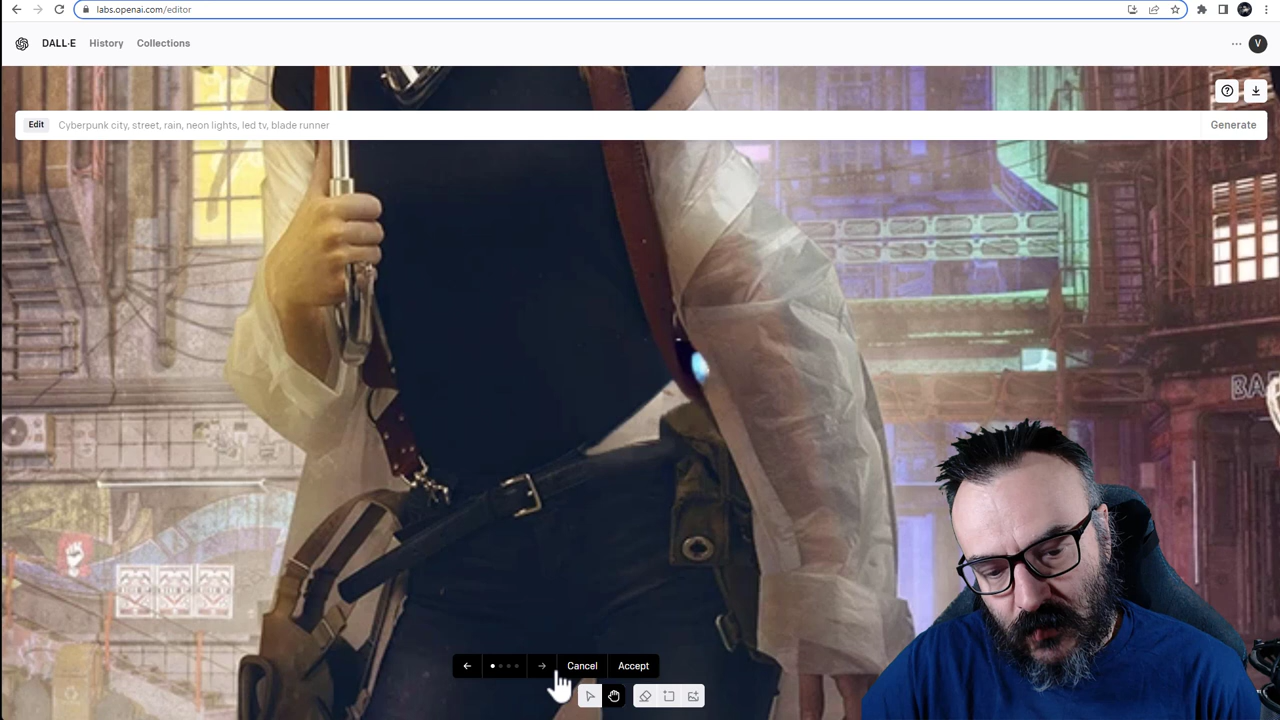 labs.openai.com/editor
DALL·E History Collections
··· V
Edit Cyberpunk city, street, rain, neon lights, led tv, blade runner Generate
BA
Cancel Accept